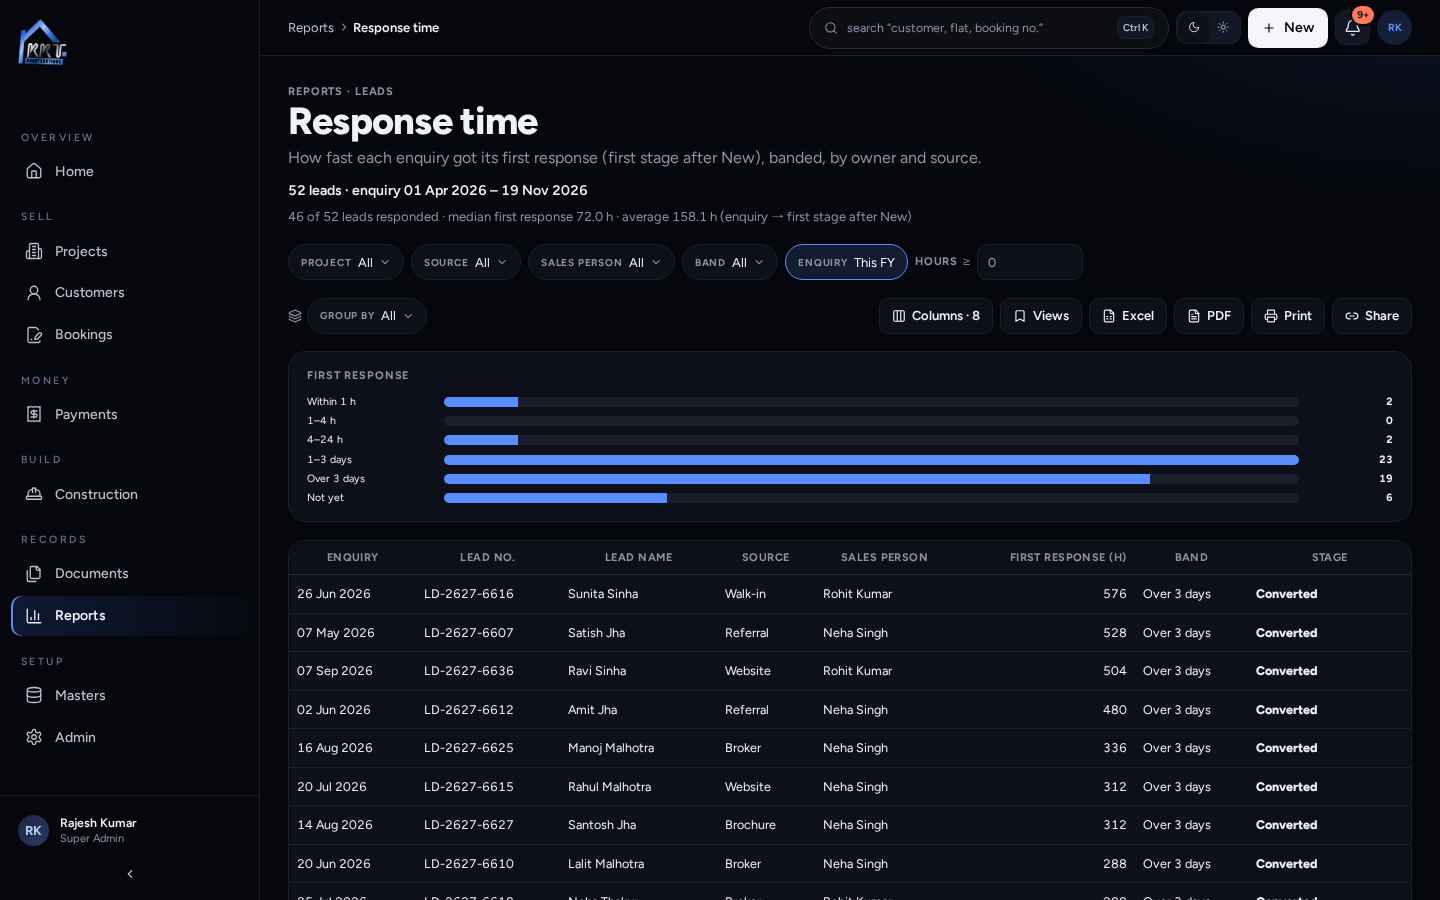 Reports > Response time
search “customer, flat, booking no.”
Ctrl K
New
9+
RK
OVERVIEW
Home
SELL
Projects
Customers
Bookings
MONEY
Payments
BUILD
Construction
RECORDS
Documents
Reports
SETUP
Masters
Admin
RK
Rajesh Kumar
Super Admin
REPORTS · LEADS
Response time
How fast each enquiry got its first response (first stage after New), banded, by owner and source.
52 leads · enquiry 01 Apr 2026 – 19 Nov 2026
46 of 52 leads responded · median first response 72.0 h · average 158.1 h (enquiry → first stage after New)
PROJECT All SOURCE All SALES PERSON All BAND All ENQUIRY This FY HOURS ≥ 0
GROUP BY All Columns · 8 Views Excel PDF Print Share
FIRST RESPONSE
Within 1 h 2
1–4 h 0
4–24 h 2
1–3 days 23
Over 3 days 19
Not yet 6
ENQUIRY LEAD NO. LEAD NAME SOURCE SALES PERSON FIRST RESPONSE (H) BAND STAGE
26 Jun 2026 LD-2627-6616 Sunita Sinha Walk-in Rohit Kumar 576 Over 3 days Converted
07 May 2026 LD-2627-6607 Satish Jha Referral Neha Singh 528 Over 3 days Converted
07 Sep 2026 LD-2627-6636 Ravi Sinha Website Rohit Kumar 504 Over 3 days Converted
02 Jun 2026 LD-2627-6612 Amit Jha Referral Neha Singh 480 Over 3 days Converted
16 Aug 2026 LD-2627-6625 Manoj Malhotra Broker Neha Singh 336 Over 3 days Converted
20 Jul 2026 LD-2627-6615 Rahul Malhotra Website Neha Singh 312 Over 3 days Converted
14 Aug 2026 LD-2627-6627 Santosh Jha Brochure Neha Singh 312 Over 3 days Converted
20 Jun 2026 LD-2627-6610 Lalit Malhotra Broker Neha Singh 288 Over 3 days Converted